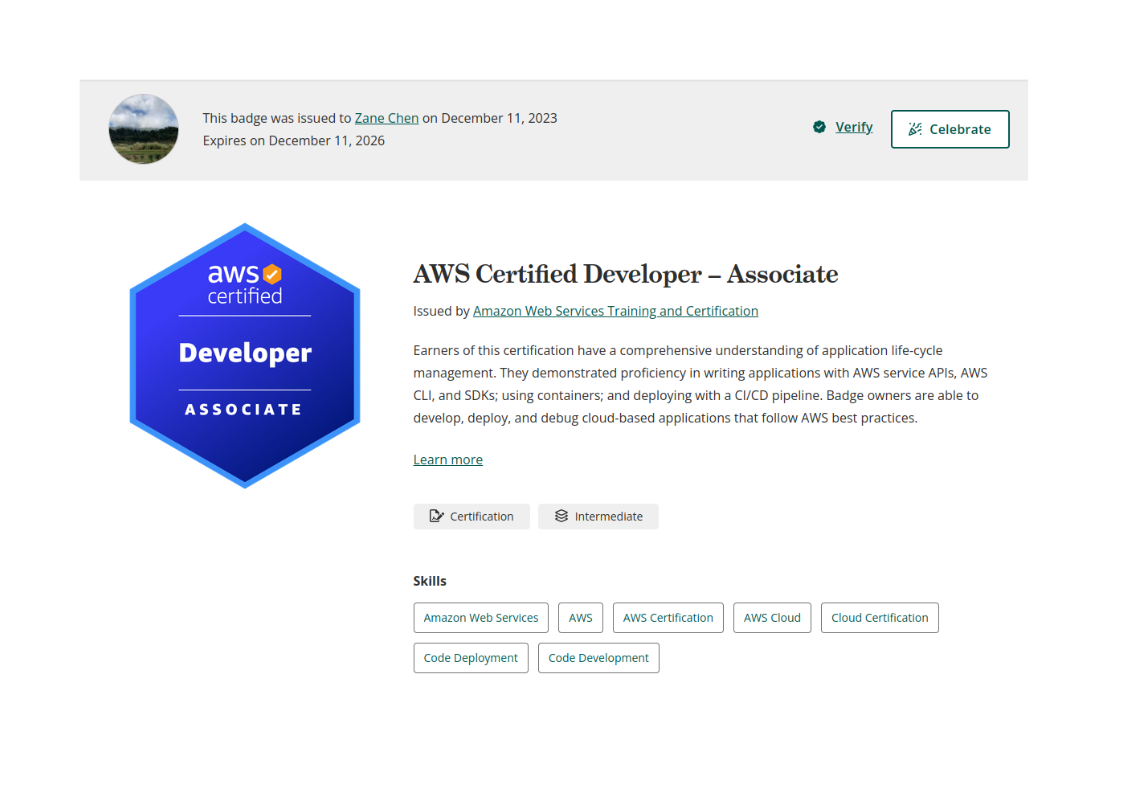 This badge was issued to Zane Chen on December 11, 2023
Expires on December 11, 2026
Verify
Celebrate
aws
certified
Developer
ASSOCIATE
AWS Certified Developer – Associate
Issued by Amazon Web Services Training and Certification
Earners of this certification have a comprehensive understanding of application life-cycle
management. They demonstrated proficiency in writing applications with AWS service APIs, AWS
CLI, and SDKs; using containers; and deploying with a CI/CD pipeline. Badge owners are able to
develop, deploy, and debug cloud-based applications that follow AWS best practices.
Learn more
Certification
Intermediate
Skills
Amazon Web Services
AWS
AWS Certification
AWS Cloud
Cloud Certification
Code Deployment
Code Development